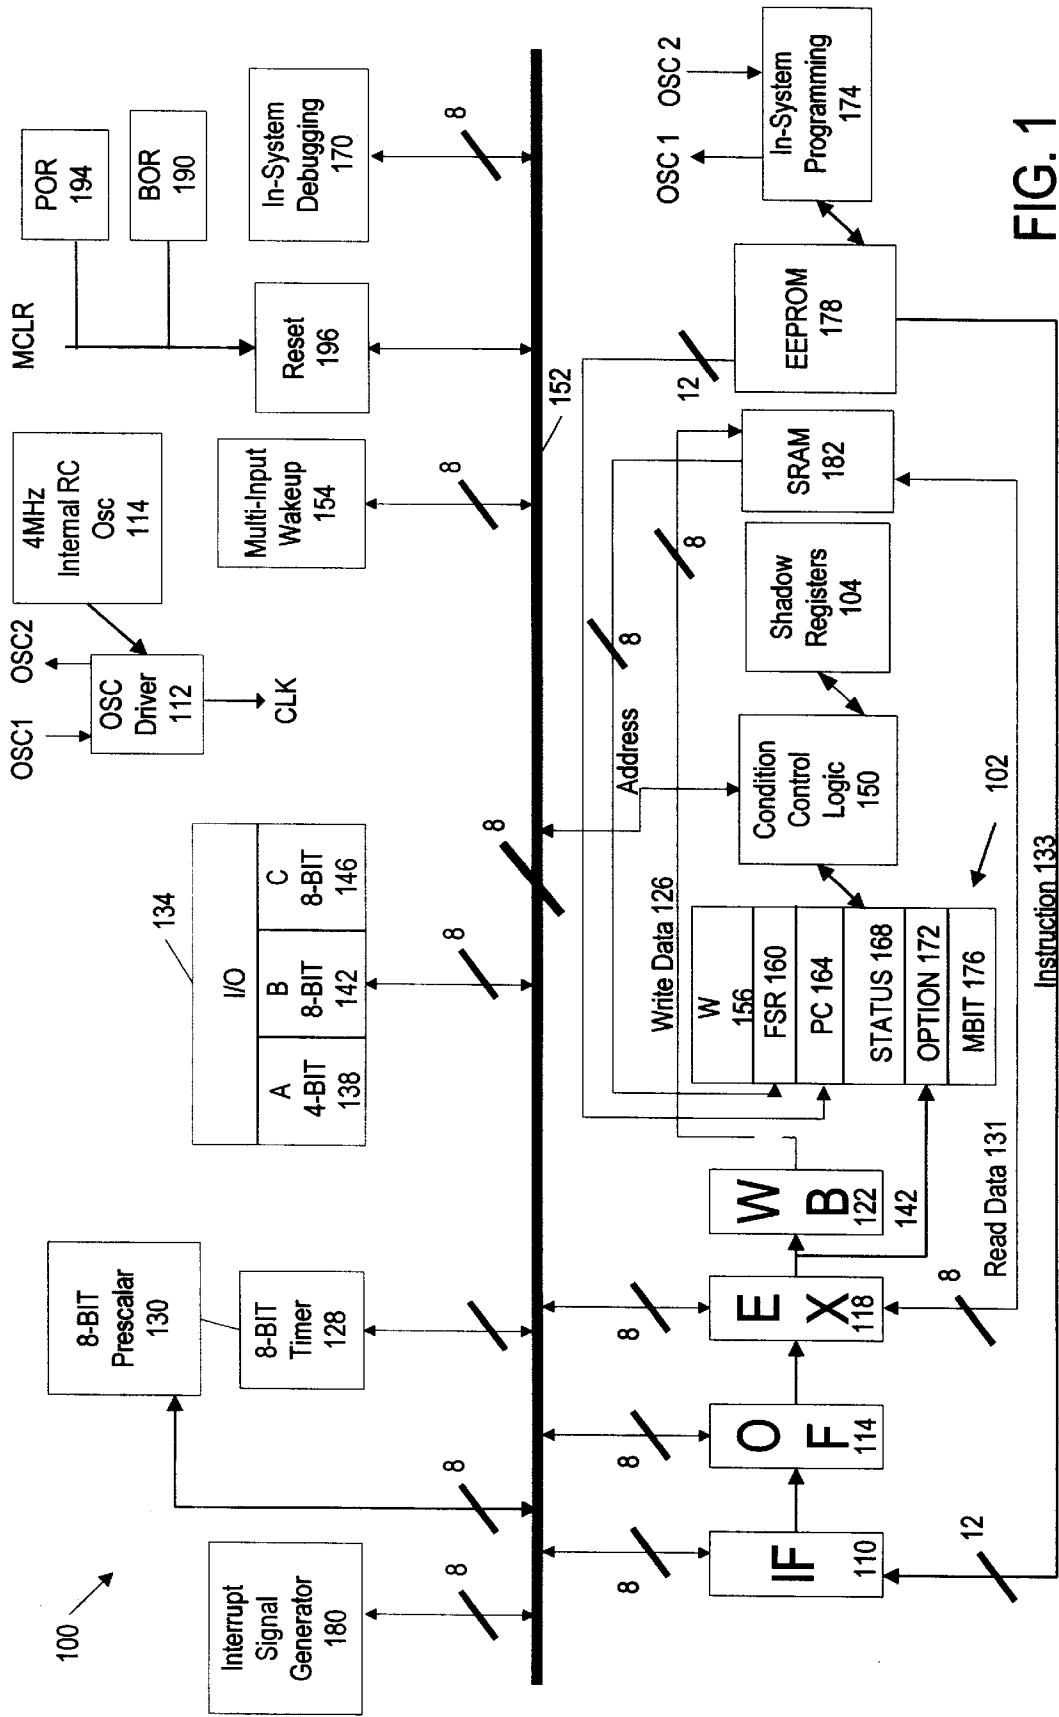 100
Interrupt
Signal
Generator
180
8
8-BIT
Prescalar
130
8
8-BIT
Timer
128
134
I/O
A
4-BIT
138
B
8-BIT
142
C
8-BIT
146
8
8
OSC1
OSC2
OSC
Driver
112
CLK
4MHz
Internal RC
Osc
114
Multi-Input
Wakeup
154
8
MCLR
POR
194
BOR
190
Reset
196
In-System
Debugging
170
8
152
8
8
8
IF
110
12
O
F
114
E
X
118
8
W
B
122
142
Read Data 131
Write Data 126
W
156
FSR 160
PC 164
STATUS 168
OPTION 172
MBIT 176
102
Instruction 133
Address
Condition
Control
Logic
150
8
8
Shadow
Registers
104
SRAM
182
12
EEPROM
178
OSC 1
OSC 2
In-System
Programming
174
FIG. 1